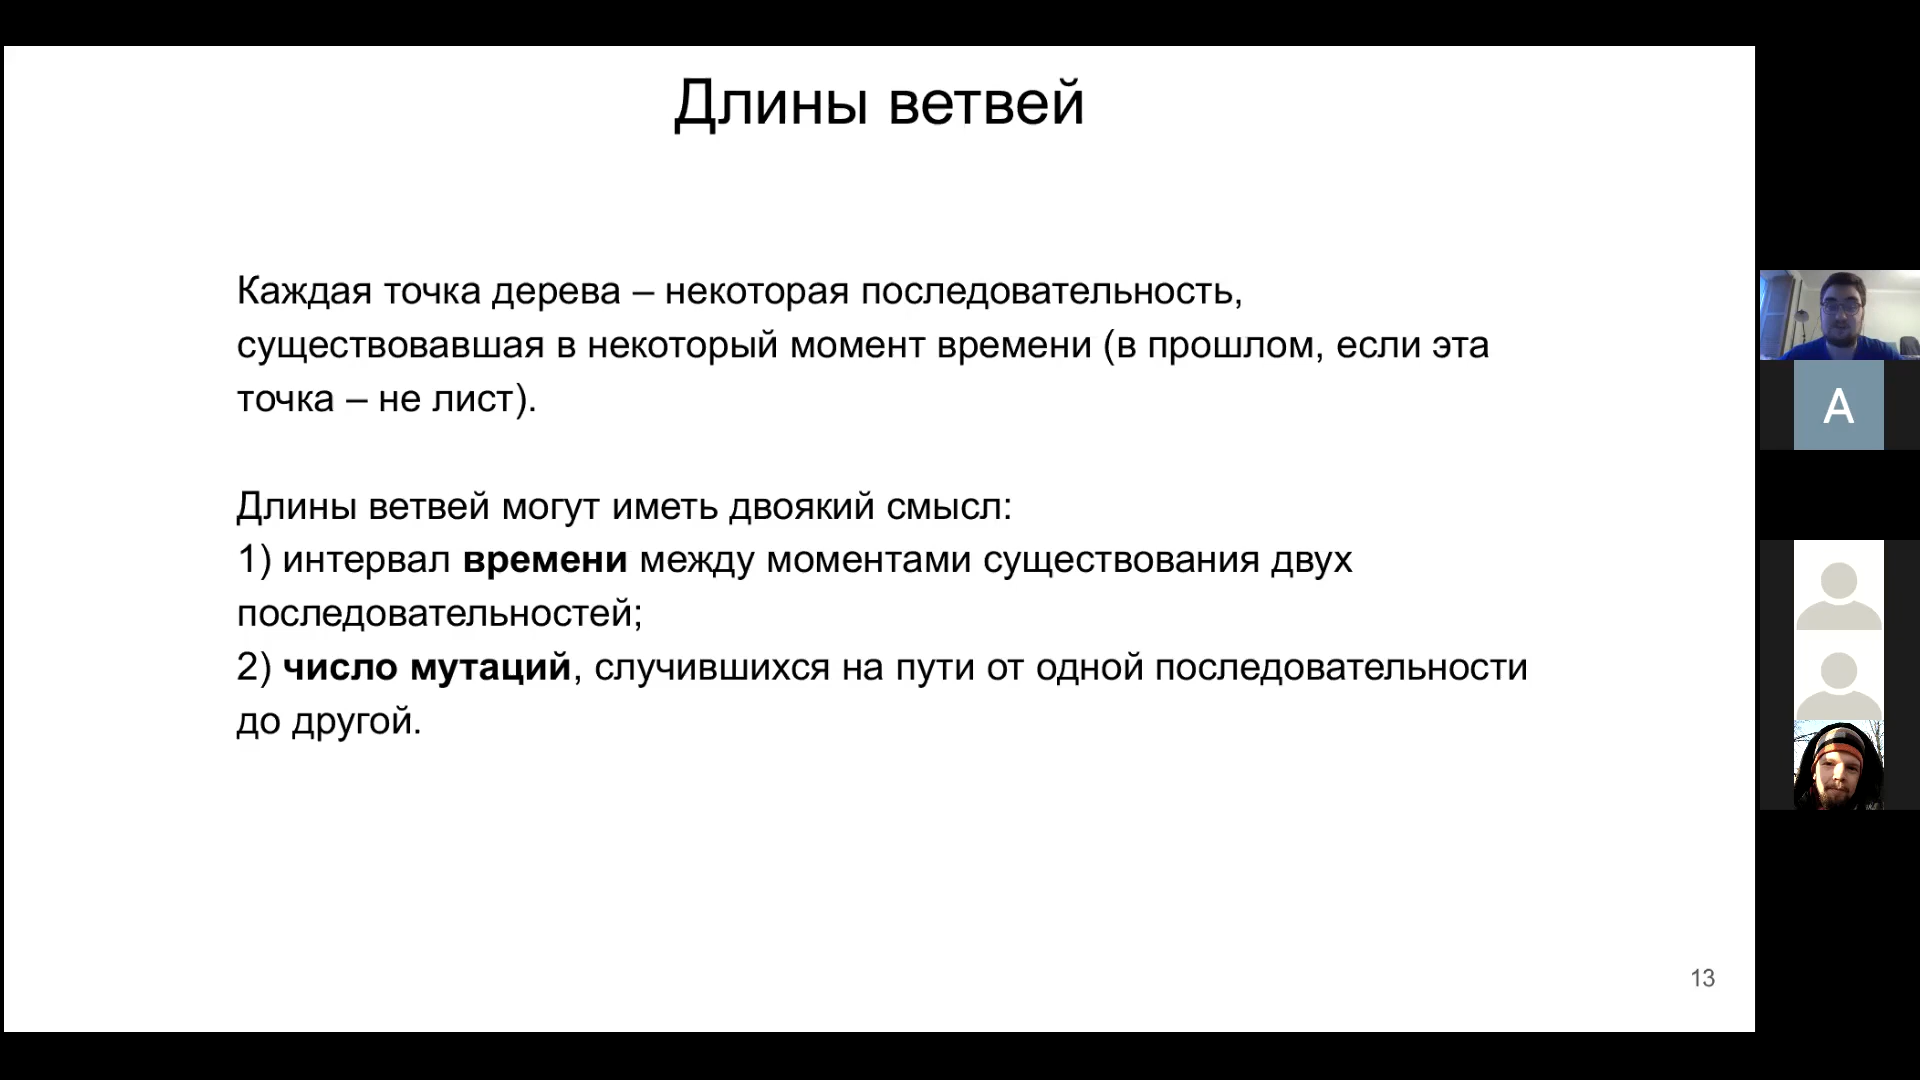 Длины ветвей
Каждая точка дерева – некоторая последовательность,
существовавшая в некоторый момент времени (в прошлом, если эта
точка – не лист).
Длины ветвей могут иметь двоякий смысл:
1) интервал времени между моментами существования двух
последовательностей;
2) число мутаций, случившихся на пути от одной последовательности
до другой.
13
A